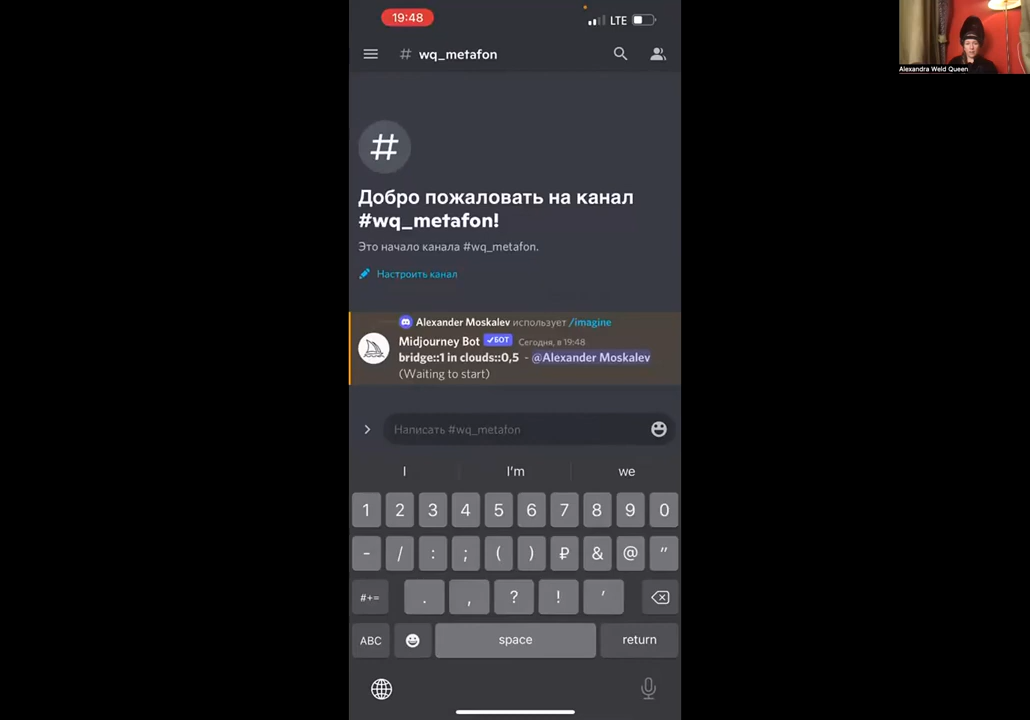 19:48
LTE
# wq_metafon
Alexandra Weld Queen
#
Добро пожаловать на канал
#wq_metafon!
Это начало канала #wq_metafon.
Настроить канал
Alexander Moskalev использует /imagine
Midjourney Bot ✓БОТ Сегодня, в 19:48
bridge::1 in clouds::0,5 - @Alexander Moskalev
(Waiting to start)
Написать #wq_metafon
I I'm we
1 2 3 4 5 6 7 8 9 0
- / : ; ( ) ₽ & @ "
#+= . , ? ! '
ABC space return